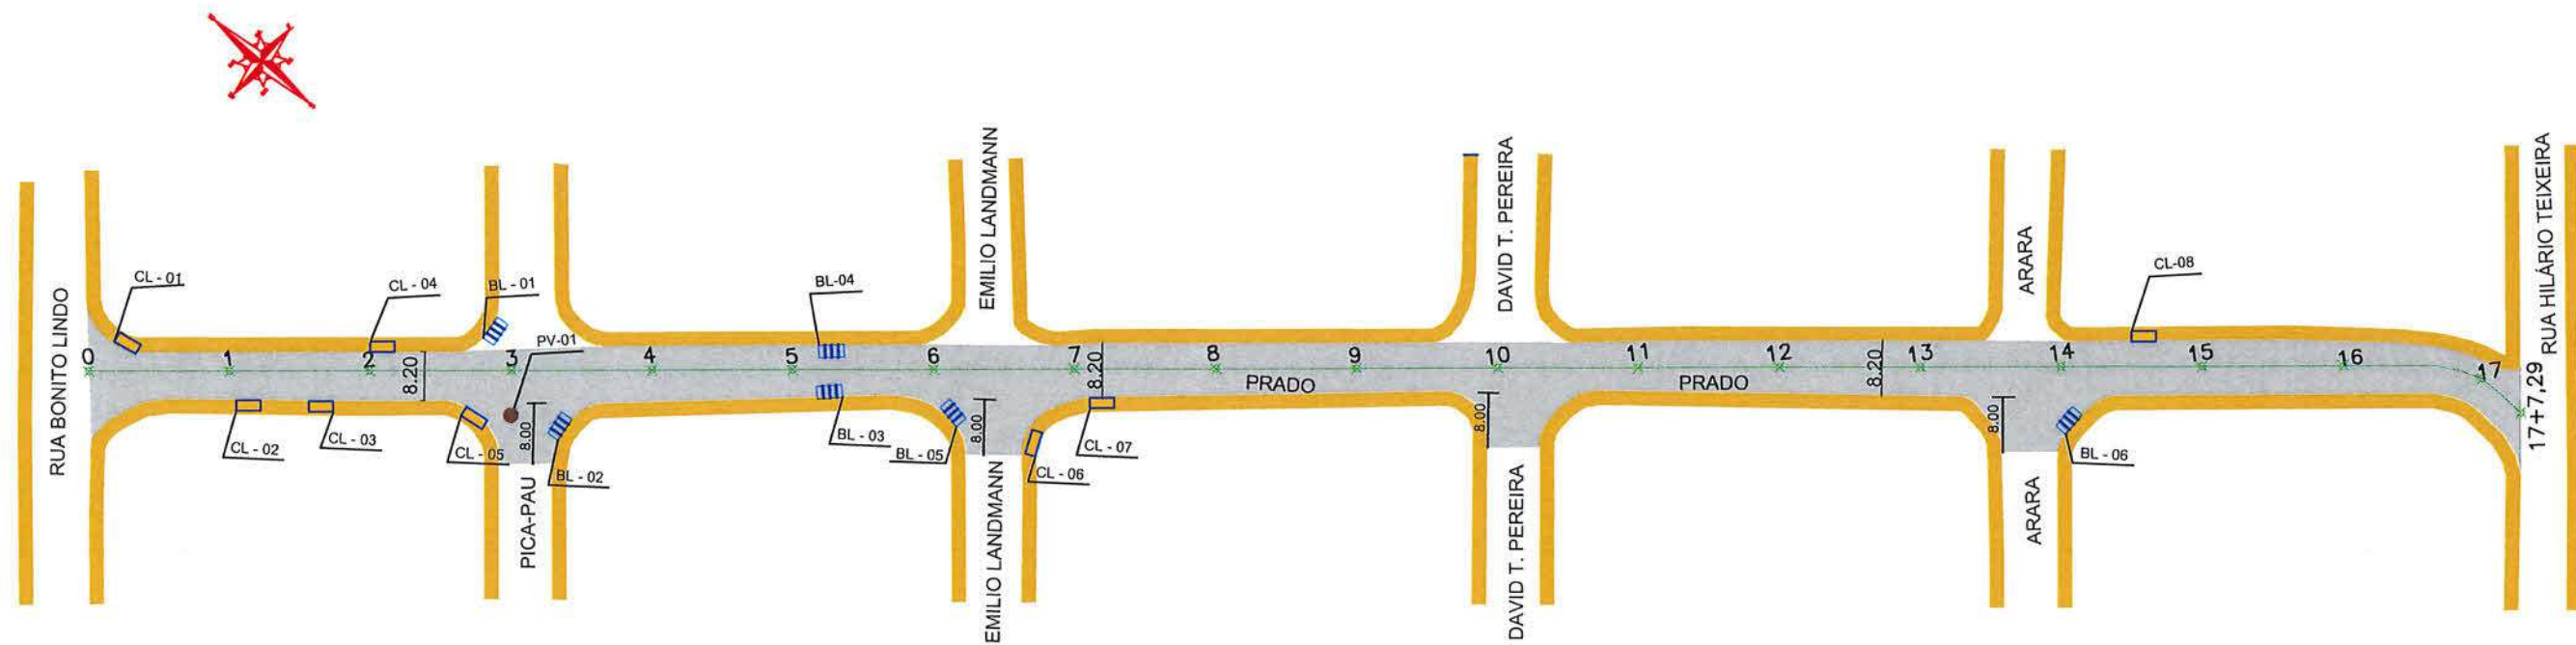 EMILIO LANDMANN
DAVID T. PEREIRA
ARARA
RUA HILÁRIO TEIXEIRA
RUA BONITO LINDO
CL - 01
CL - 04
BL - 01
BL-04
CL-08
PV-01
0
1
2
3
4
5
6
7
8
9
10
11
12
13
14
15
16
17
17+7,29
8.20
8.20
8.20
PRADO
PRADO
8.00
8.00
8.00
8.00
CL - 02
CL - 03
CL - 05
BL - 02
BL - 03
BL - 05
CL - 06
CL - 07
BL - 06
PICA-PAU
EMILIO LANDMANN
DAVID T. PEREIRA
ARARA